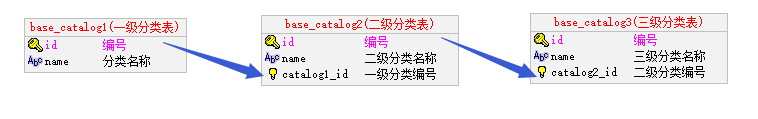 base_catalog1(一级分类表)
id 编号
Abc name 分类名称
base_catalog2(二级分类表)
id 编号
Abc name 二级分类名称
catalog1_id 一级分类编号
base_catalog3(三级分类表)
id 编号
Abc name 三级分类名称
catalog2_id 二级分类编号